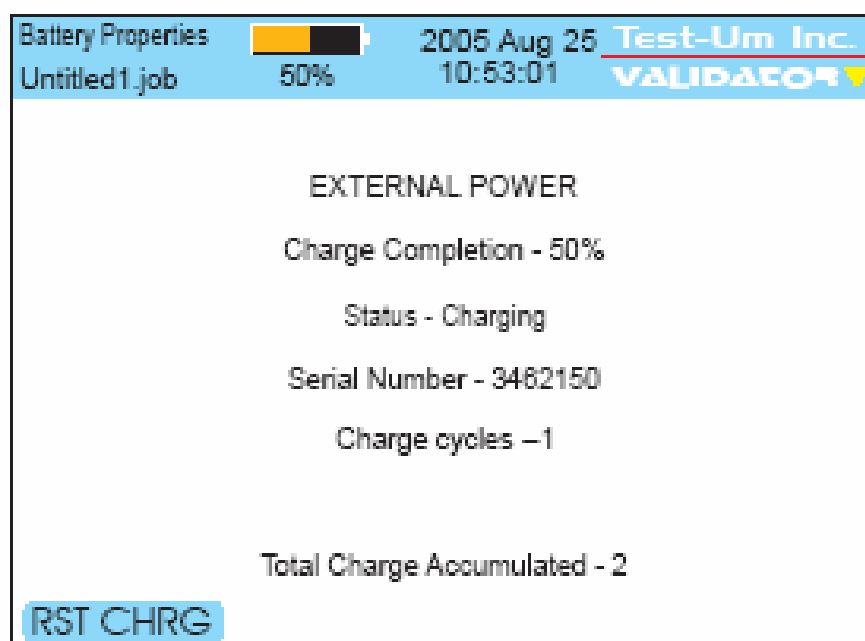 Battery Properties
Untitled1.job
50%
2005 Aug 25
10:53:01
Test-Um Inc.
VALIDATOR
EXTERNAL POWER
Charge Completion - 50%
Status - Charging
Serial Number - 3462150
Charge cycles –1
Total Charge Accumulated - 2
RST CHRG